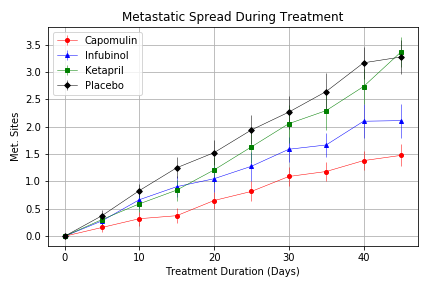 Metastatic Spread During Treatment
Capomulin
Infubinol
Ketapril
Placebo
Met. Sites
3.5
3.0
2.5
2.0
1.5
1.0
0.5
0.0
0 10 20 30 40
Treatment Duration (Days)